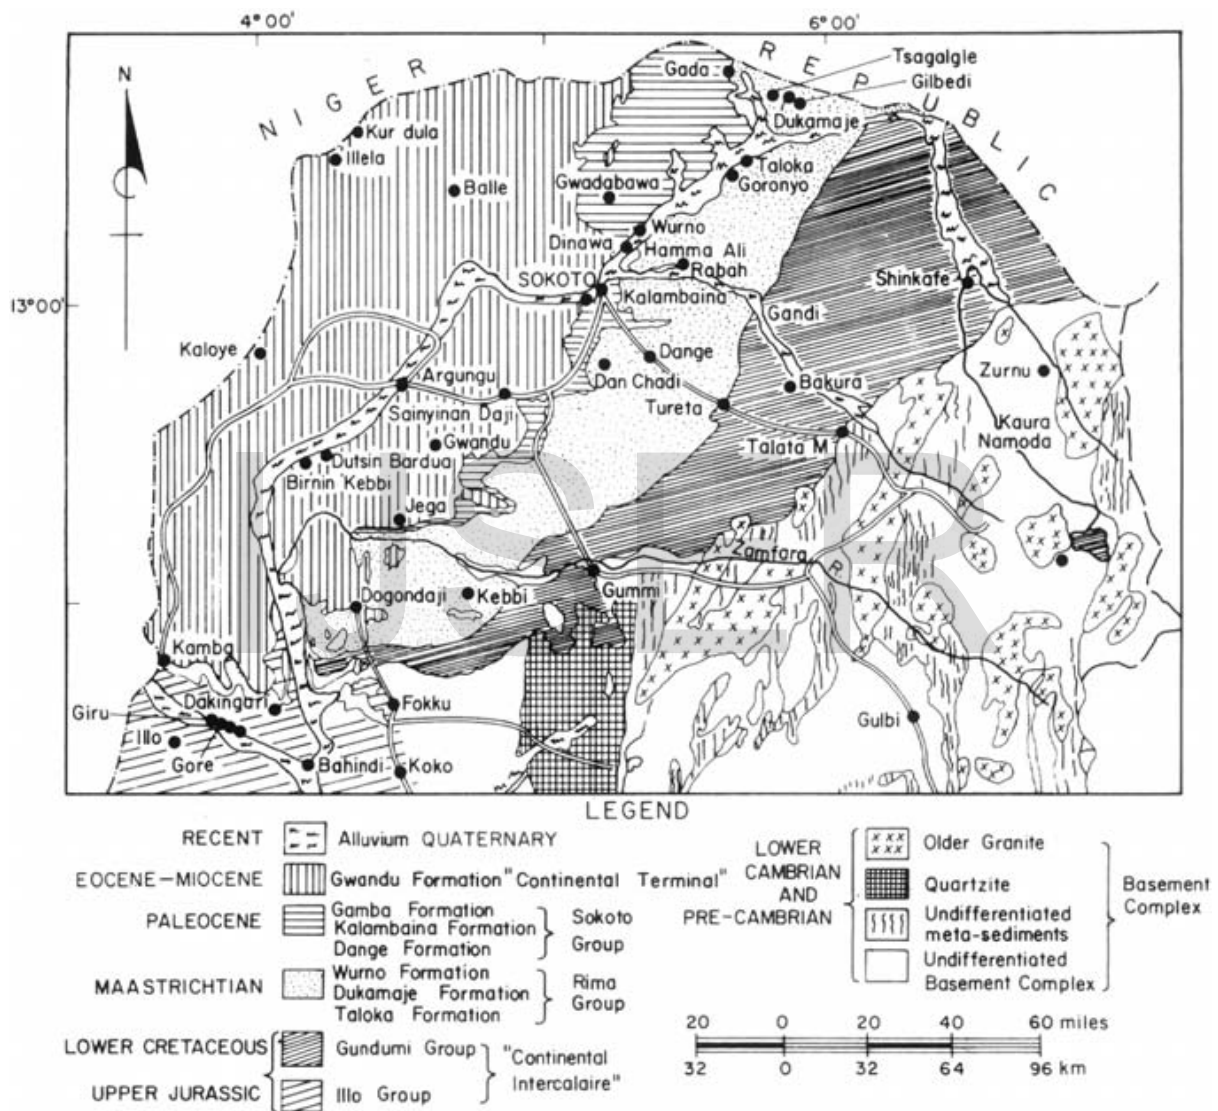 4°00'
6°00'
N
NIGER
REPUBLIC
Tsagalgle
Gada
Gilbedi
Dukamaje
Kur dula
Illela
Taloka
Gwadabawa
Goronyo
Balle
Wurno
Dinawa
Hamma Ali
Rabah
SOKOTO
Shinkafe
13°00'
Kalambaina
Gandi
Kaloye
Dange
Argungu
Dan Chadi
Bakura
Zurnu
Sainyinan Daji
Tureta
Kaura
Namoda
Gwandu
Talata M
Dutsin Bardua
Birnin Kebbi
Jega
IJSER
Zamfara R
Dogondaji
Kebbi
Gummi
Kamba
Dakingari
Fokku
Giru
Gulbi
Illo
Gore
Bahindi
Koko
LEGEND
RECENT
Alluvium QUATERNARY
EOCENE-MIOCENE
Gwandu Formation "Continental Terminal"
PALEOCENE
Gamba Formation
Kalambaina Formation
Dange Formation
Sokoto
Group
MAASTRICHTIAN
Wurno Formation
Dukamaje Formation
Taloka Formation
Rima
Group
LOWER CRETACEOUS
Gundumi Group
UPPER JURASSIC
Illo Group
"Continental
Intercalaire"
LOWER
CAMBRIAN
AND
PRE-CAMBRIAN
Older Granite
Quartzite
Undifferentiated
meta-sediments
Undifferentiated
Basement Complex
Basement
Complex
20 0 20 40 60 miles
32 0 32 64 96 km